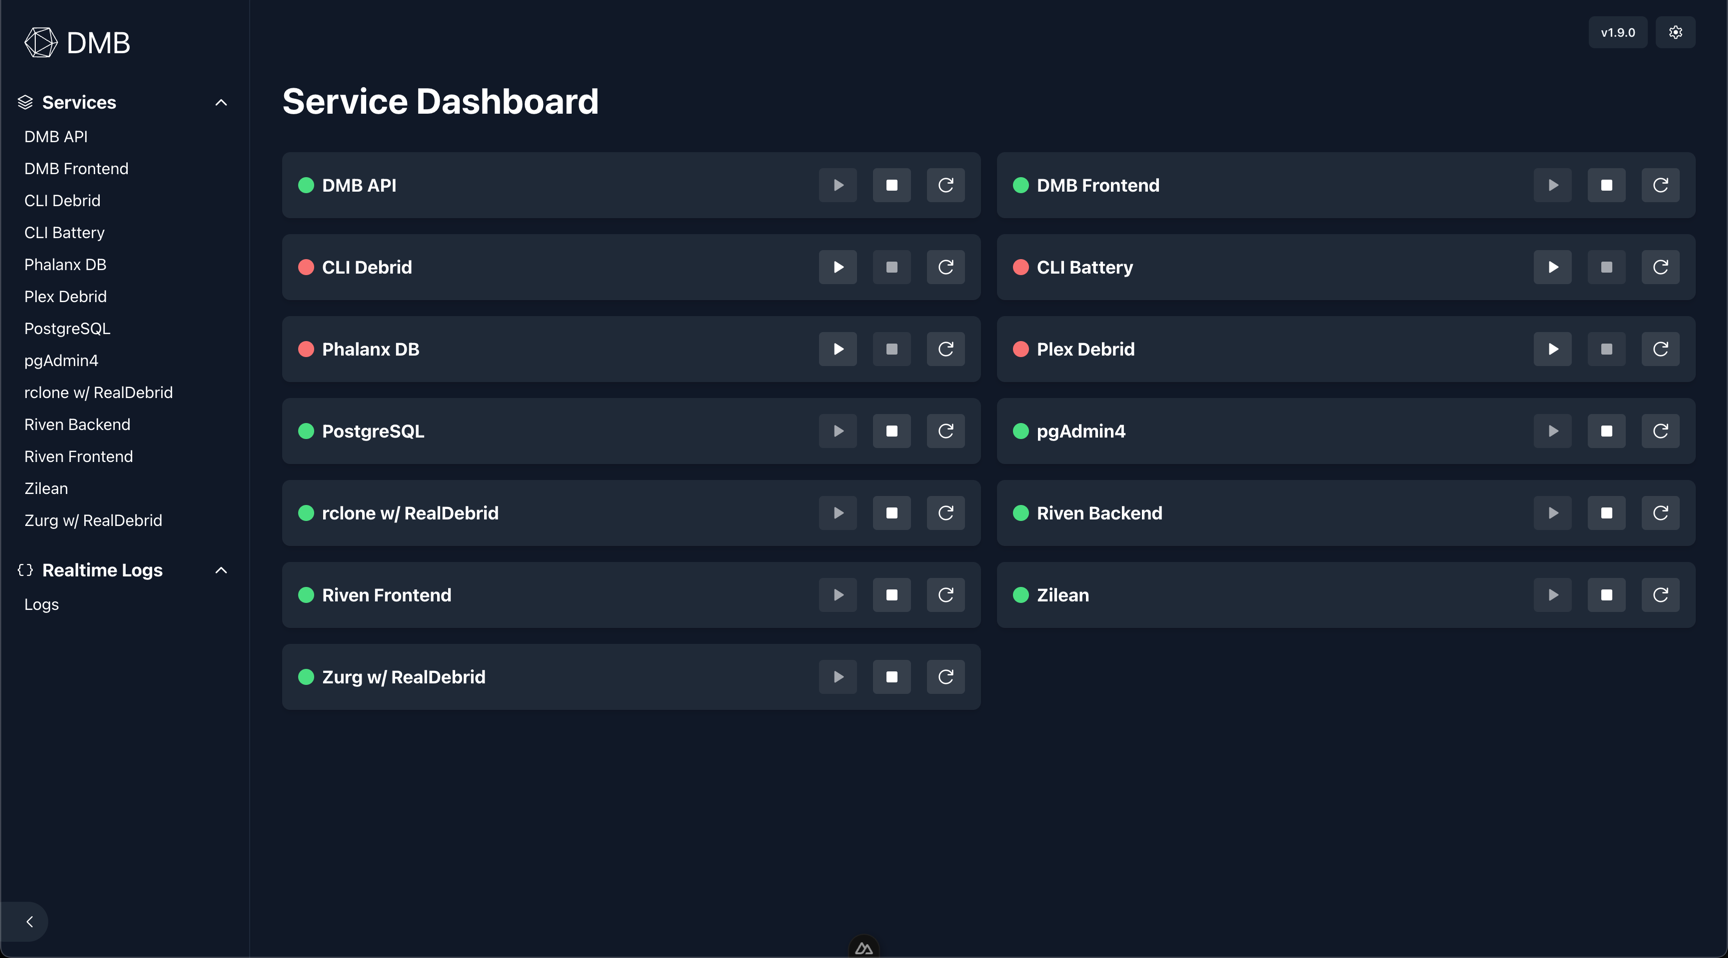 DMB
v1.9.0
Services
DMB API
DMB Frontend
CLI Debrid
CLI Battery
Phalanx DB
Plex Debrid
PostgreSQL
pgAdmin4
rclone w/ RealDebrid
Riven Backend
Riven Frontend
Zilean
Zurg w/ RealDebrid
Realtime Logs
Logs
Service Dashboard
DMB API
DMB Frontend
CLI Debrid
CLI Battery
Phalanx DB
Plex Debrid
PostgreSQL
pgAdmin4
rclone w/ RealDebrid
Riven Backend
Riven Frontend
Zilean
Zurg w/ RealDebrid